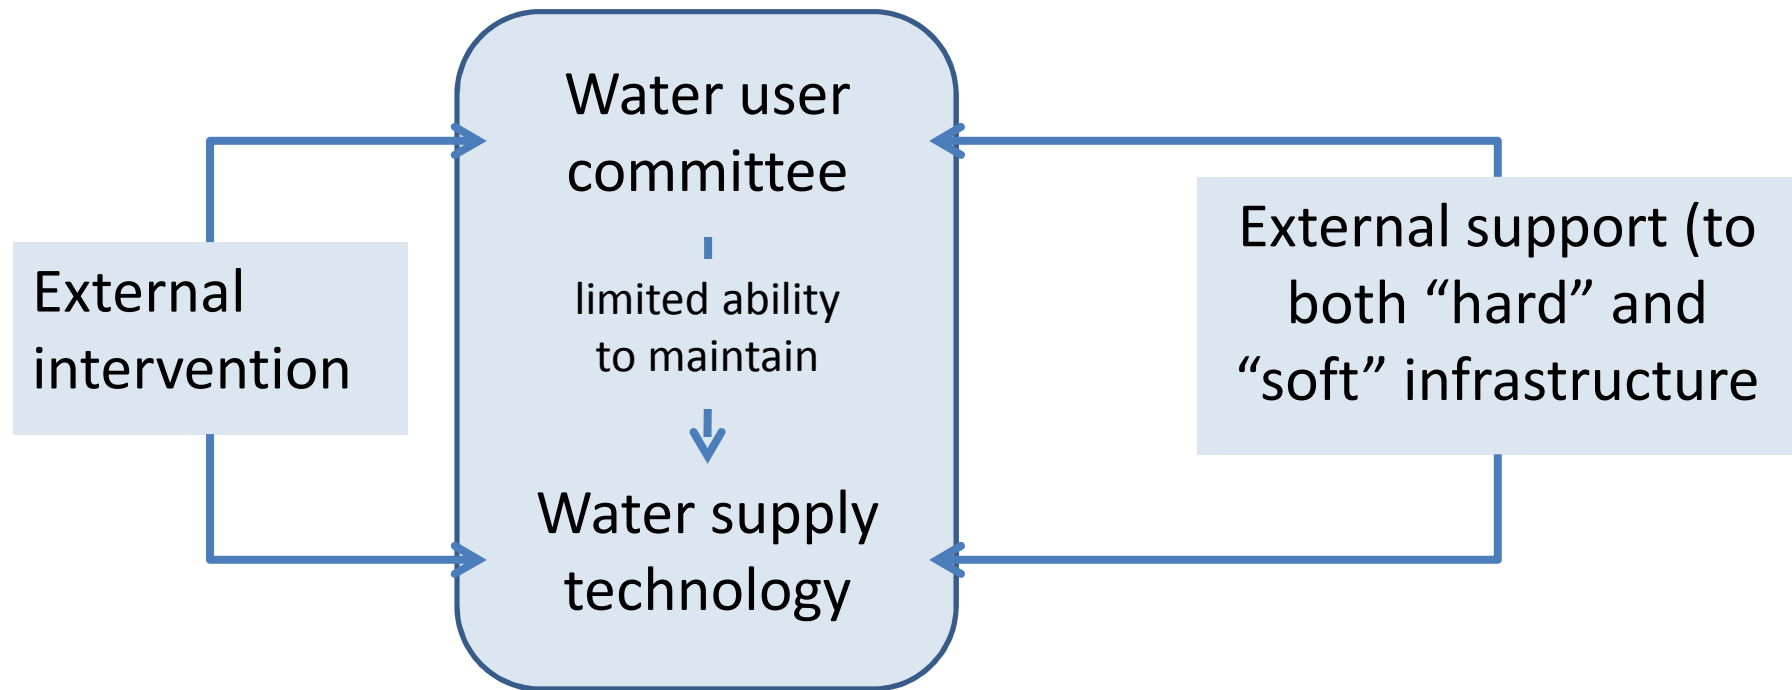 Water user
committee
limited ability
to maintain
Water supply
technology
External
intervention
External support (to
both “hard” and
“soft” infrastructure